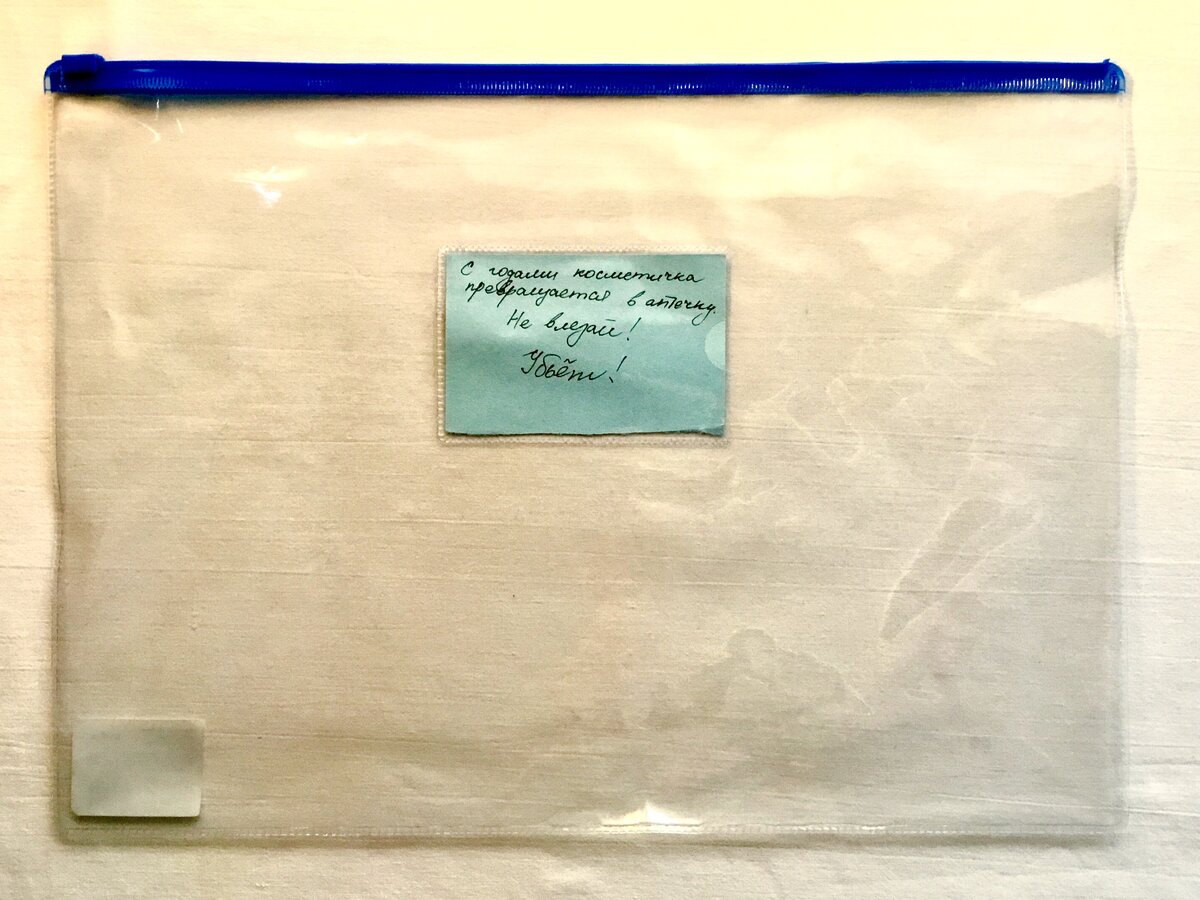 С годами косметичка
превращается в аптечку.
Не влезай!
Убьёт!